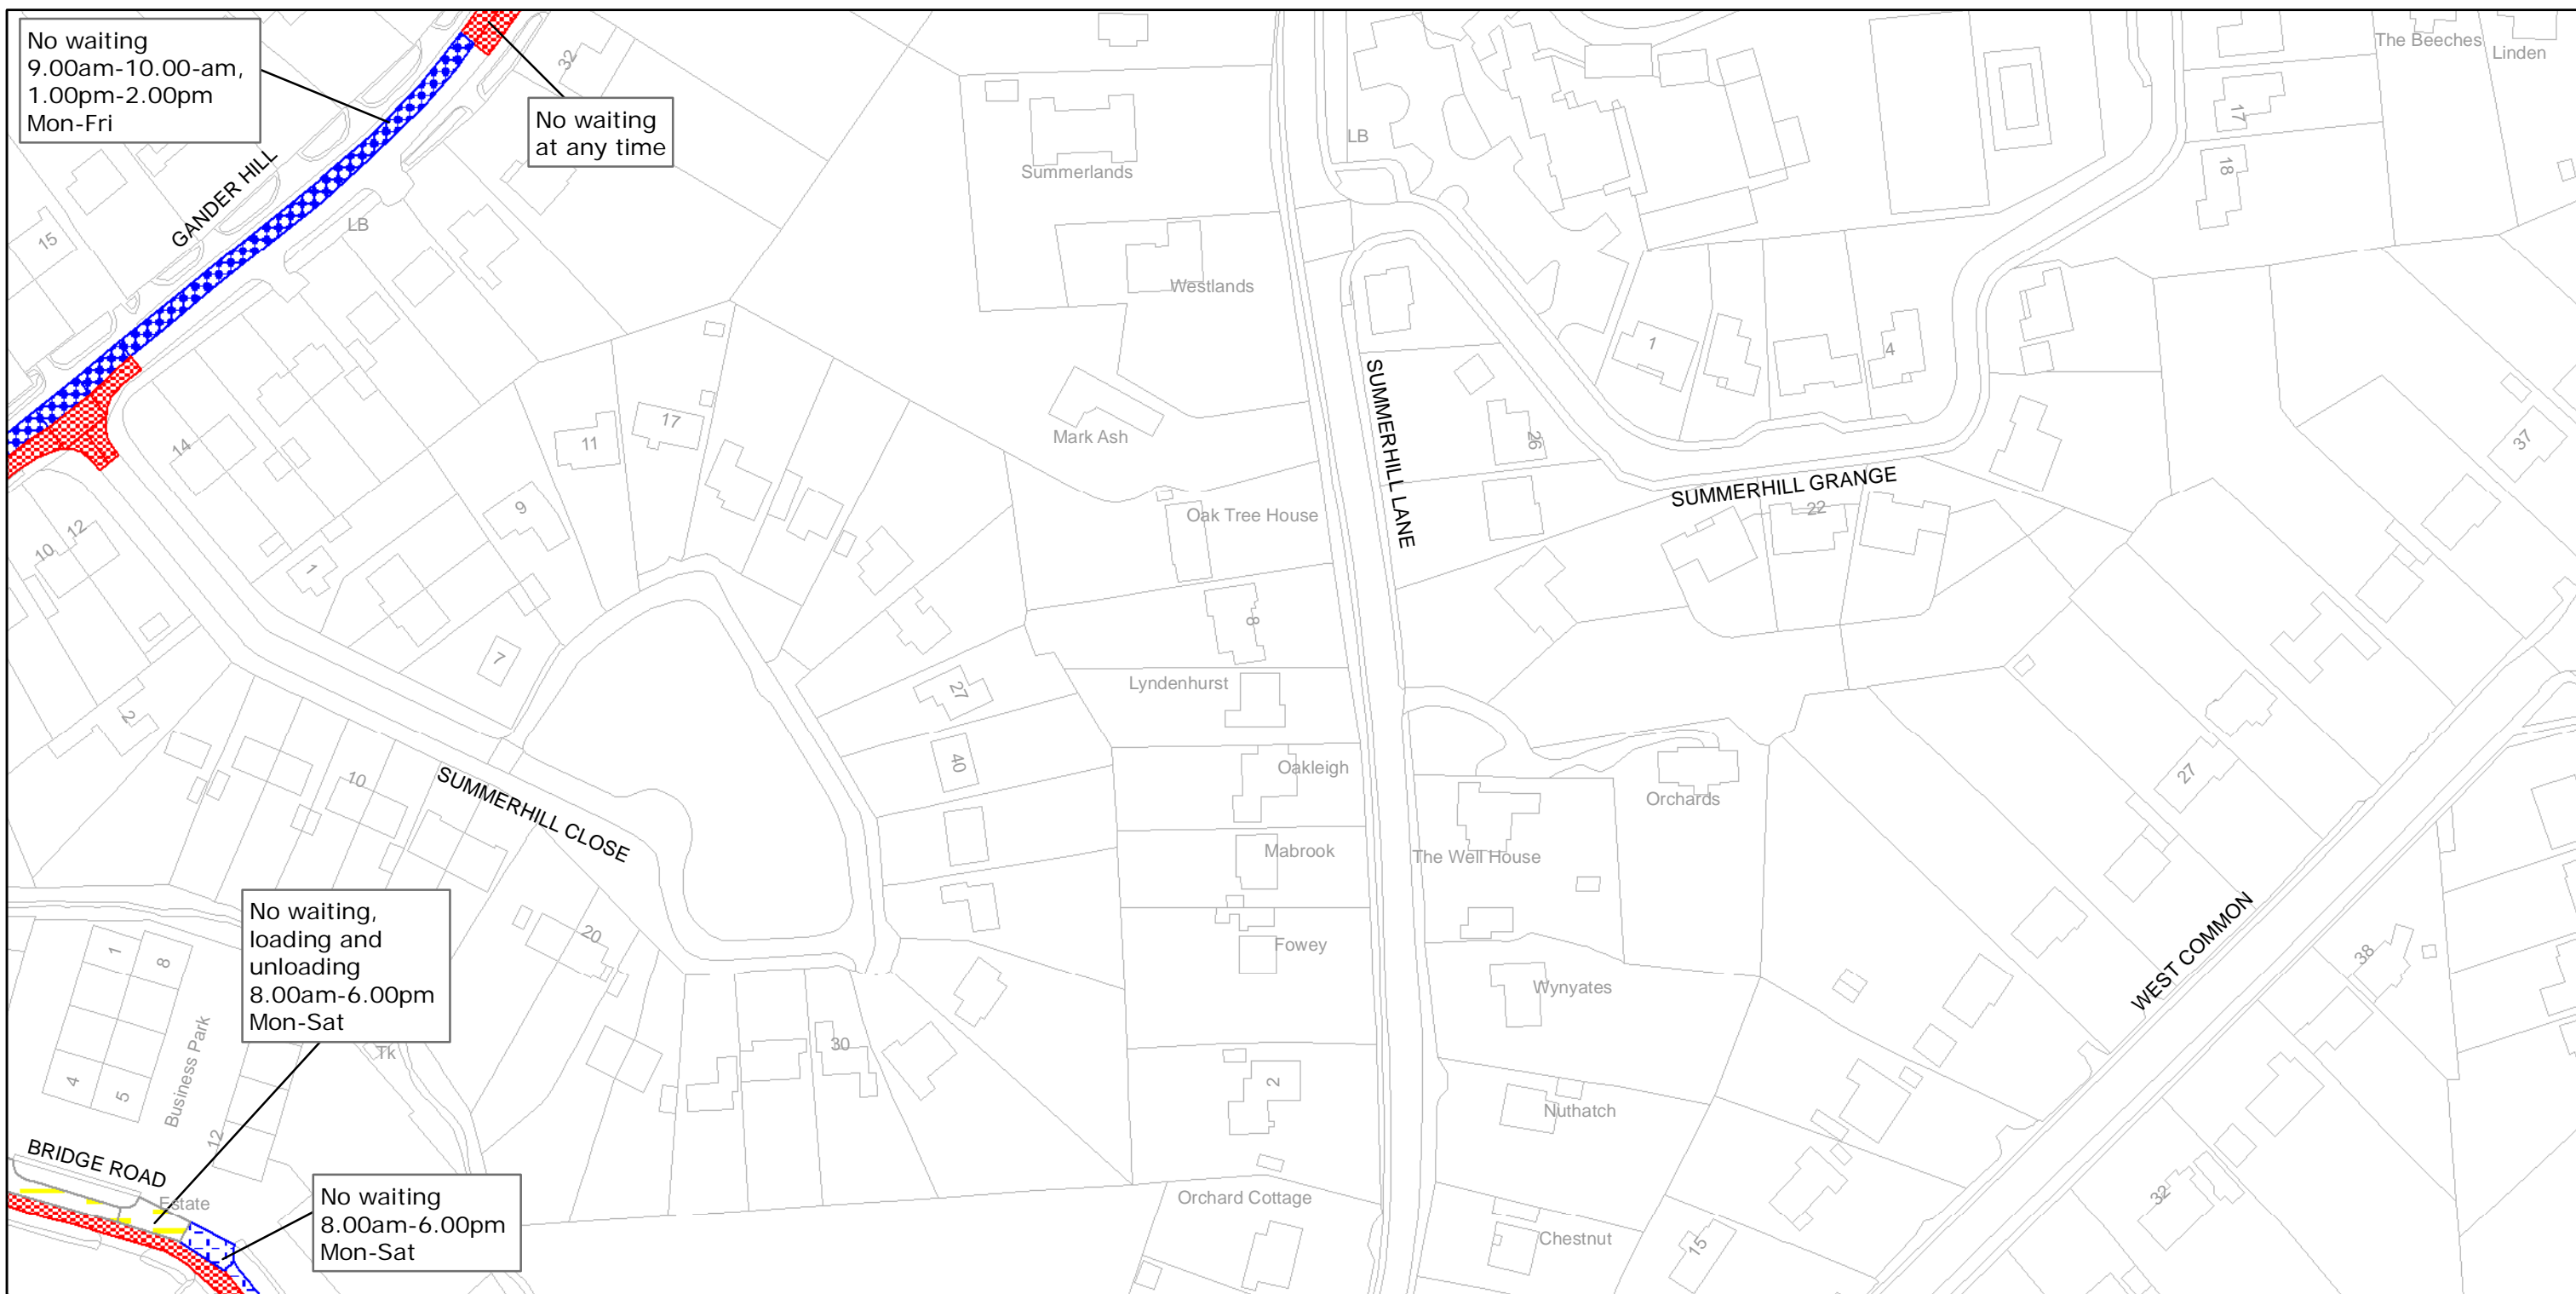 No waiting
9.00am-10.00-am,
1.00pm-2.00pm
Mon-Fri
No waiting
at any time
32
The Beeches
Linden
17
LB
18
Summerlands
GANDER HILL
LB
15
Westlands
SUMMERHILL LANE
1
4
17
11
Mark Ash
14
26
37
SUMMERHILL GRANGE
22
9
Oak Tree House
10
12
1
8
7
27
Lyndenhurst
2
40
Oakleigh
10
SUMMERHILL CLOSE
Orchards
27
Mabrook
The Well House
20
Fowey
No waiting,
loading and
unloading
8.00am-6.00pm
Mon-Sat
1
8
WEST COMMON
38
Wynyates
Tk
30
Business Park
4
5
2
Nuthatch
12
BRIDGE ROAD
Estate
No waiting
8.00am-6.00pm
Mon-Sat
Orchard Cottage
Chestnut
15
32